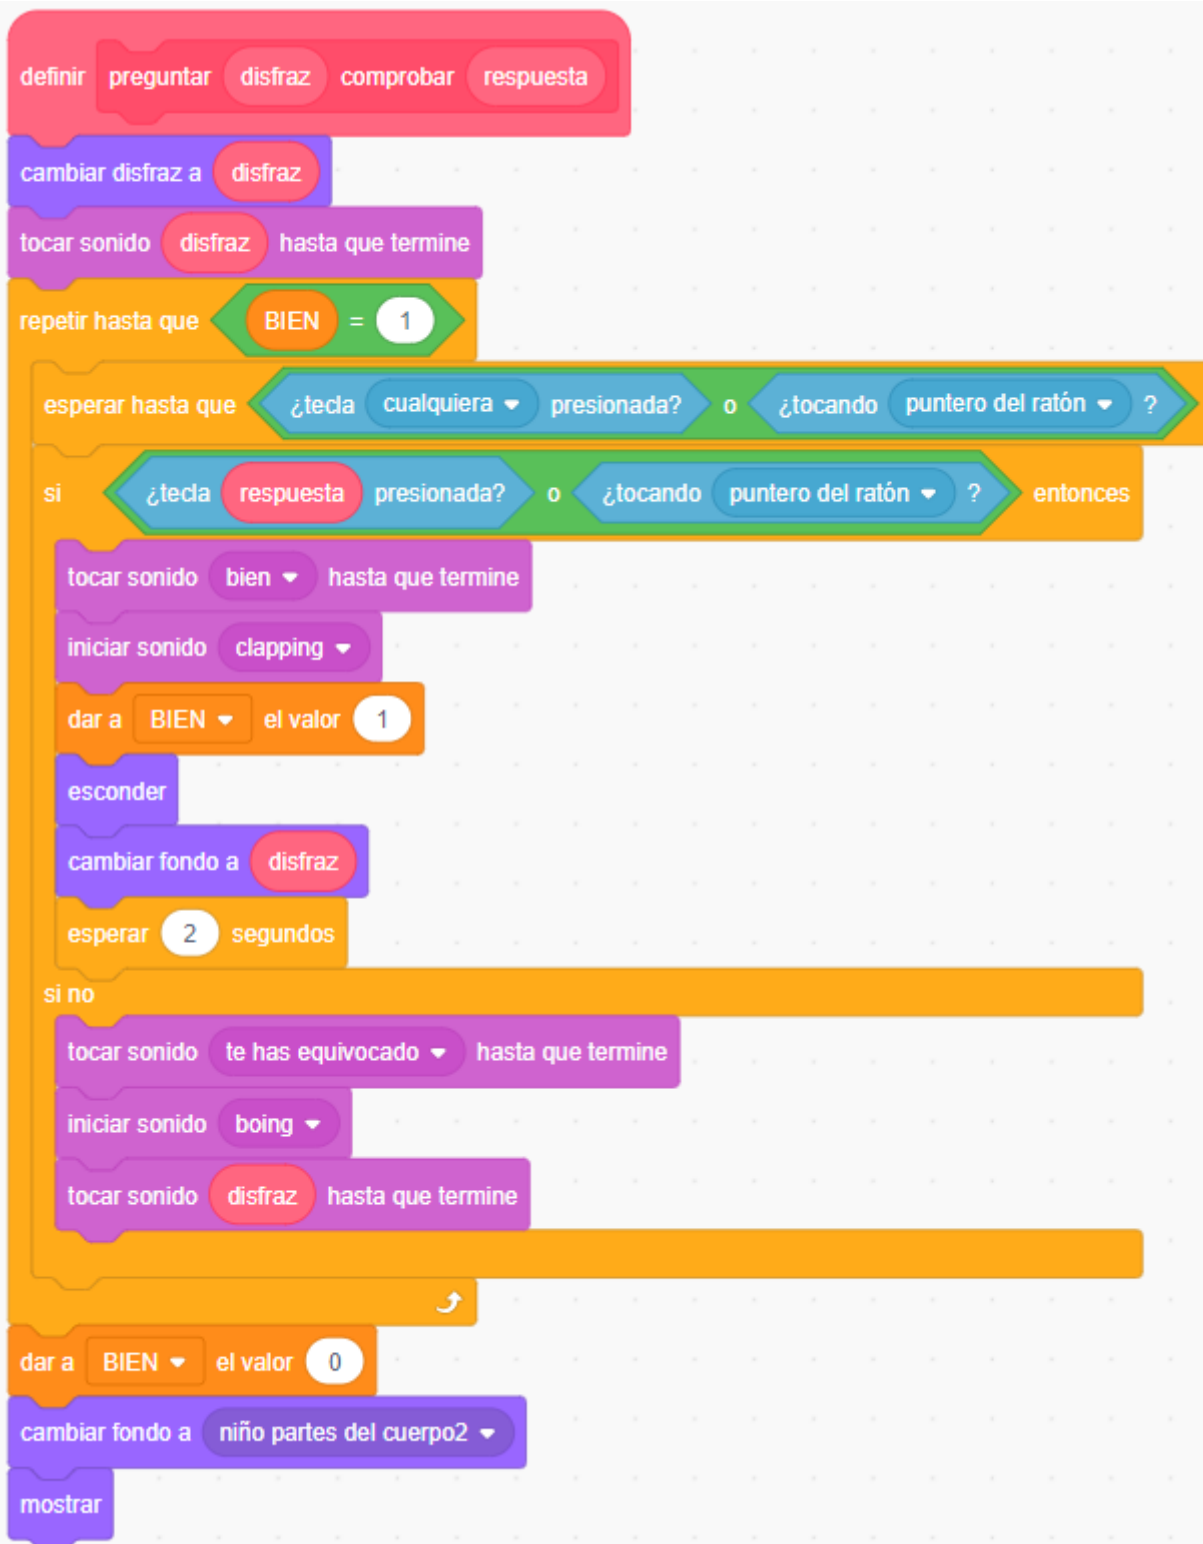 definir preguntar disfraz comprobar respuesta
cambiar disfraz a disfraz
tocar sonido disfraz hasta que termine
repetir hasta que BIEN = 1
esperar hasta que ¿tecla cualquiera presionada? o ¿tocando puntero del ratón ?
si ¿tecla respuesta presionada? o ¿tocando puntero del ratón ? entonces
tocar sonido bien hasta que termine
iniciar sonido clapping
dar a BIEN el valor 1
esconder
cambiar fondo a disfraz
esperar 2 segundos
si no
tocar sonido te has equivocado hasta que termine
iniciar sonido boing
tocar sonido disfraz hasta que termine
dar a BIEN el valor 0
cambiar fondo a niño partes del cuerpo2
mostrar